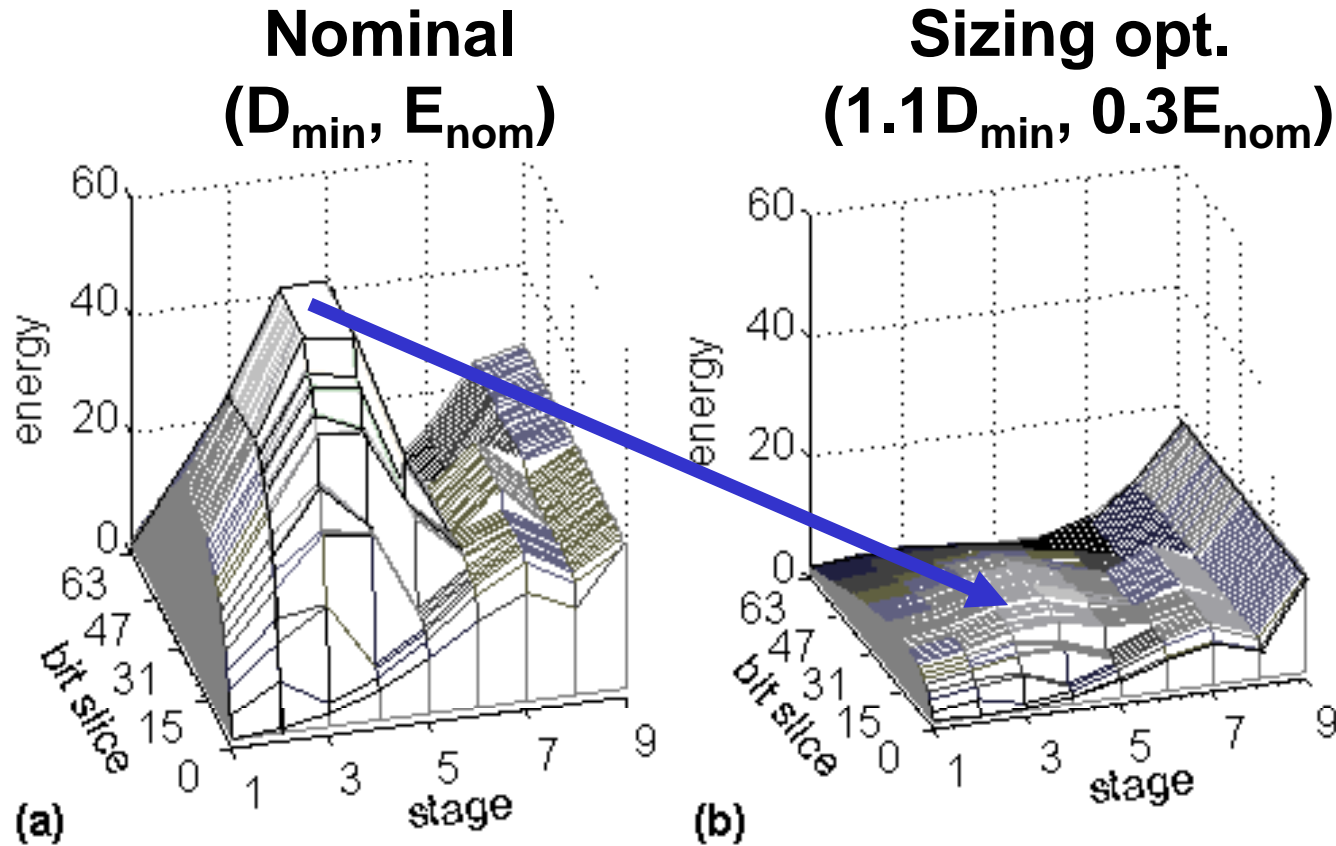 Nominal
(Dmin, Enom)
Sizing opt.
(1.1Dmin, 0.3Enom)
60
40
20
0
energy
63
47
31
15
0
bit slice
1
3
5
7
9
stage
(a)
60
40
20
0
energy
63
47
31
15
0
bit slice
1
3
5
7
9
stage
(b)